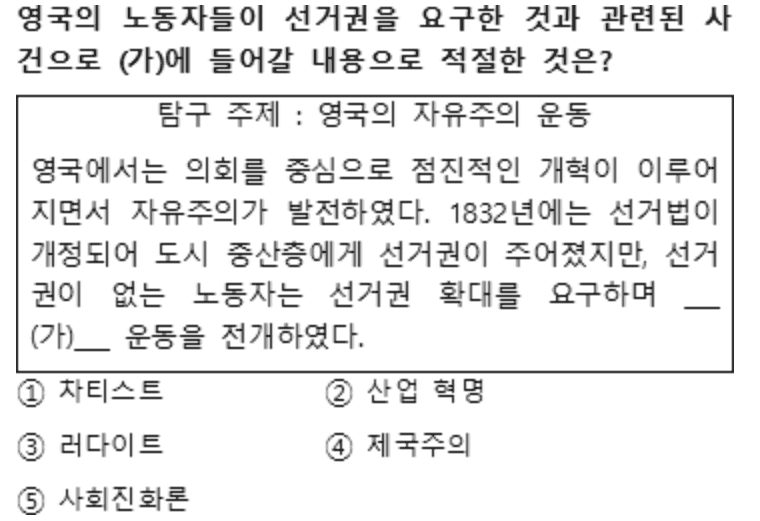 영국의 노동자들이 선거권을 요구한 것과 관련된 사
건으로 (가)에 들어갈 내용으로 적절한 것은?
탐구 주제 : 영국의 자유주의 운동
영국에서는 의회를 중심으로 점진적인 개혁이 이루어
지면서 자유주의가 발전하였다. 1832년에는 선거법이
개정되어 도시 중산층에게 선거권이 주어졌지만, 선거
권이 없는 노동자는 선거권 확대를 요구하며 __
(가)__ 운동을 전개하였다.
① 차티스트 ② 산업 혁명
③ 러다이트 ④ 제국주의
⑤ 사회진화론